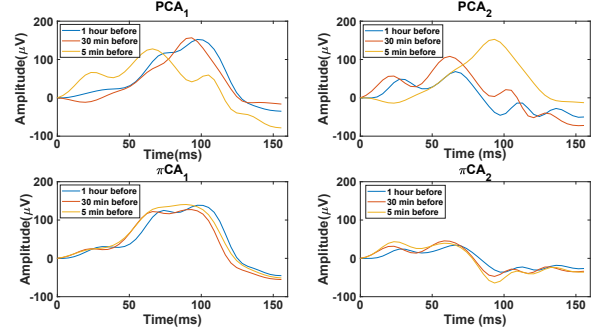 PCA1
PCA2
200
100
0
-100
Amplitude(μV)
1 hour before
30 min before
5 min before
0
50
100
150
Time(ms)
200
100
0
-100
Amplitude(μV)
1 hour before
30 min before
5 min before
0
50
100
150
Time (ms)
πCA1
πCA2
200
100
0
-100
Amplitude(μV)
1 hour before
30 min before
5 min before
0
50
100
150
Time (ms)
200
100
0
-100
Amplitude(μV)
1 hour before
30 min before
5 min before
0
50
100
150
Time (ms)